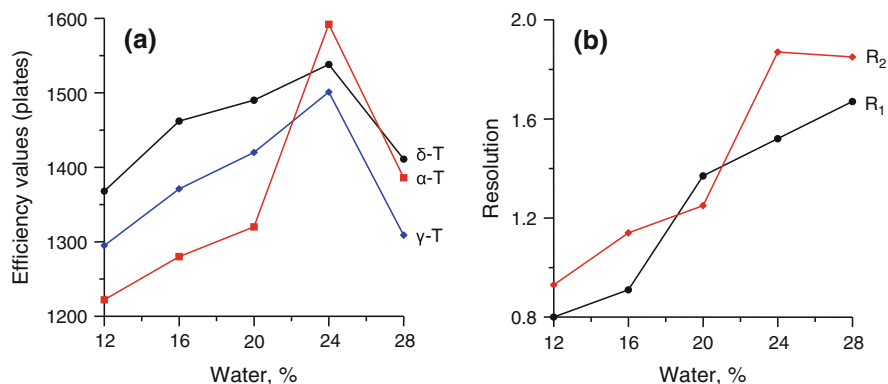 (a)
Efficiency values (plates)
1600
1500
1400
1300
1200
δ-T
α-T
γ-T
12 16 20 24 28
Water, %
(b)
Resolution
2.0
1.6
1.2
0.8
R2
R1
12 16 20 24 28
Water, %